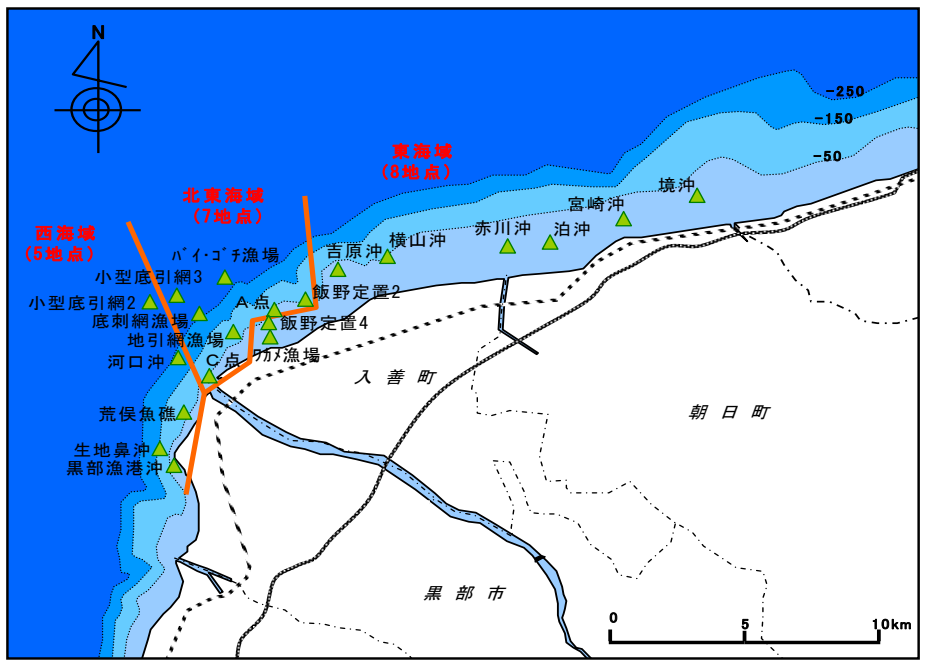 N
-250
-150
-50
東海域
(8地点)
北東海域
(7地点)
西海域
(5地点)
境沖
宮崎沖
泊沖
赤川沖
横山沖
吉原沖
ﾊﾞｲ・ｺﾞﾁ漁場
小型底引網3
小型底引網2
飯野定置2
A点
底刺網漁場
飯野定置4
地引網漁場
ﾜｶﾒ漁場
河口沖
C点
荒俣魚礁
生地鼻沖
黒部漁港沖
入善町
朝日町
黒部市
0 5 10km